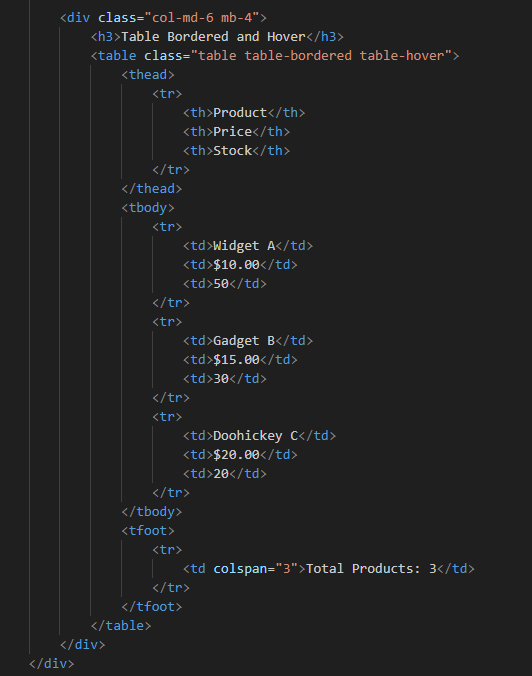 <div class="col-md-6 mb-4">
<h3>Table Bordered and Hover</h3>
<table class="table table-bordered table-hover">
<thead>
<tr>
<th>Product</th>
<th>Price</th>
<th>Stock</th>
</tr>
</thead>
<tbody>
<tr>
<td>Widget A</td>
<td>$10.00</td>
<td>50</td>
</tr>
<tr>
<td>Gadget B</td>
<td>$15.00</td>
<td>30</td>
</tr>
<tr>
<td>Doohickey C</td>
<td>$20.00</td>
<td>20</td>
</tr>
</tbody>
<tfoot>
<tr>
<td colspan="3">Total Products: 3</td>
</tr>
</tfoot>
</table>
</div>
</div>